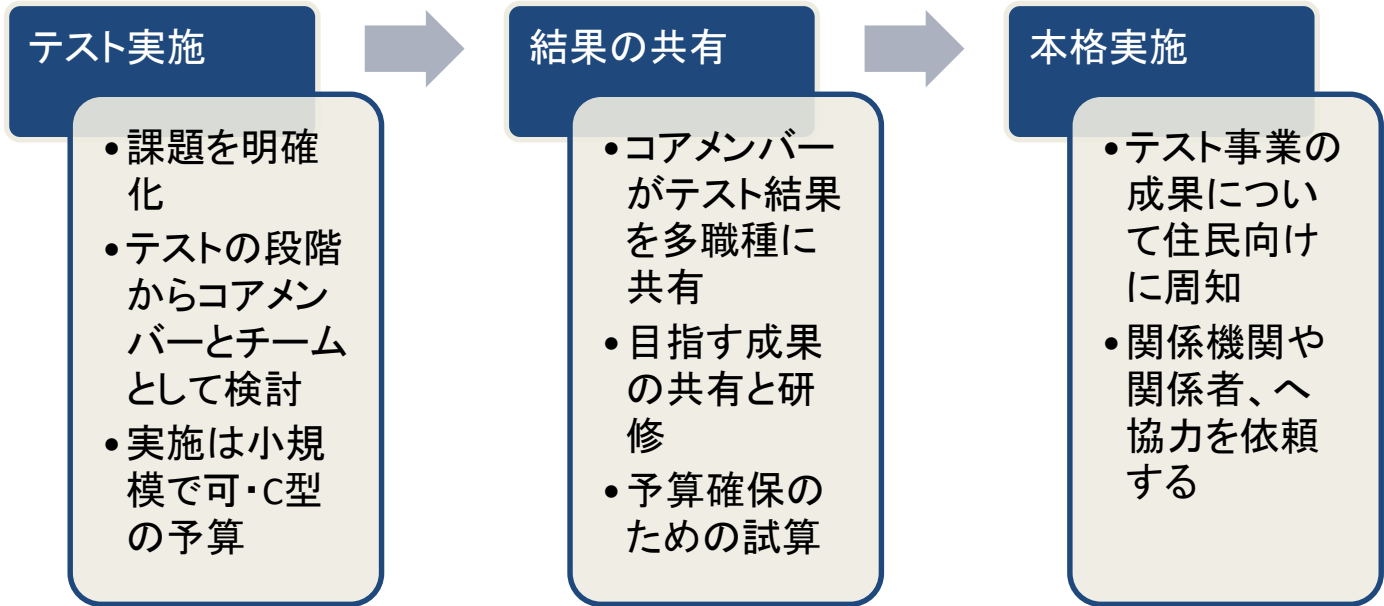 テスト実施
•課題を明確
化
•テストの段階
からコアメン
バーとチーム
として検討
•実施は小規
模で可・C型
の予算
結果の共有
•コアメンバー
がテスト結果
を多職種に
共有
•目指す成果
の共有と研
修
•予算確保の
ための試算
本格実施
•テスト事業の
成果につい
て住民向け
に周知
•関係機関や
関係者、へ
協力を依頼
する